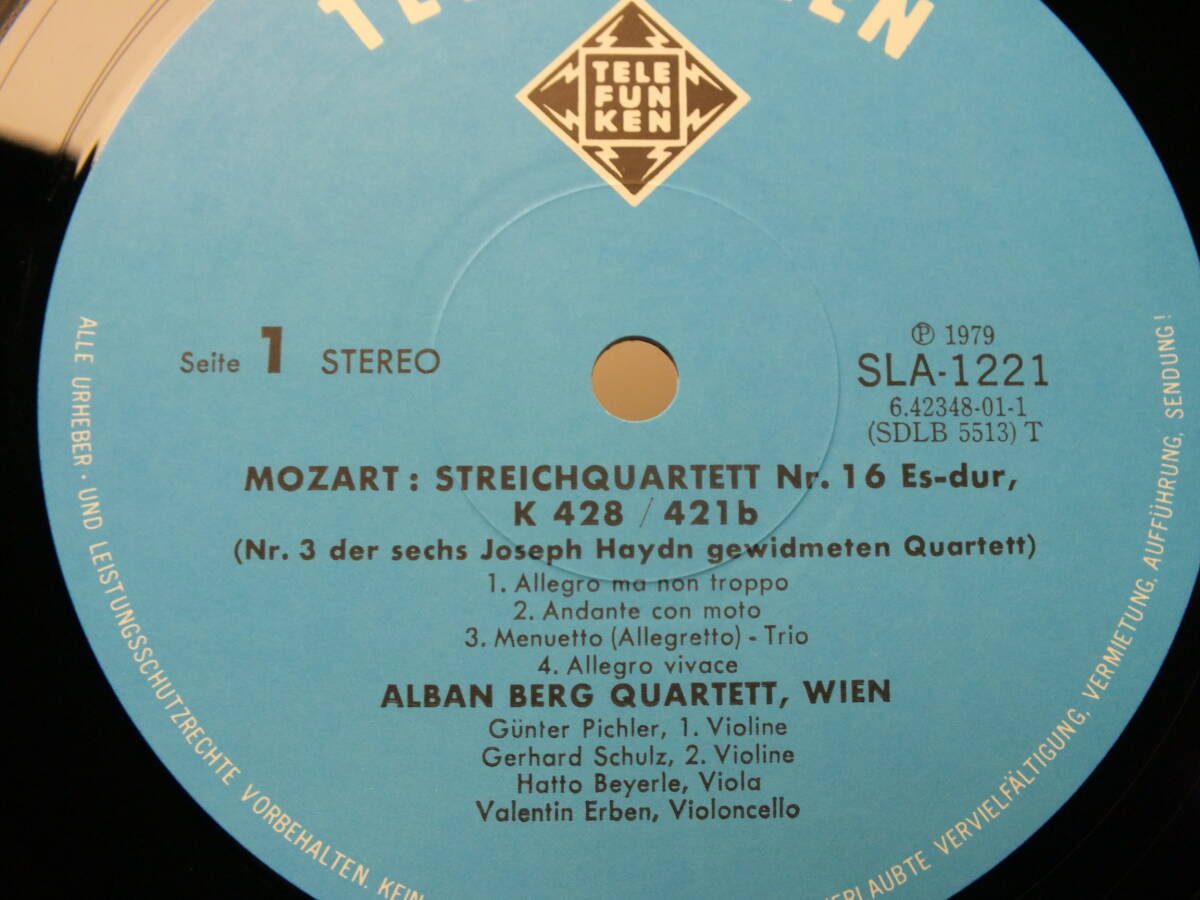 TELE
FUN
KEN
Seite 1 STEREO
Ⓟ 1979
SLA-1221
6.42348-01-1
(SDLB 5513) T
MOZART: STREICHQUARTETT Nr. 16 Es-dur,
K 428 / 421b
(Nr. 3 der sechs Joseph Haydn gewidmeten Quartett)
1. Allegro ma non troppo
2. Andante con moto
3. Menuetto (Allegretto) - Trio
4. Allegro vivace
ALBAN BERG QUARTETT, WIEN
Günter Pichler, 1. Violine
Gerhard Schulz, 2. Violine
Hatto Beyerle, Viola
Valentin Erben, Violoncello
ALLE URHEBER · UND LEISTUNGSSCHUTZRECHTE VORBEHALTEN. KEIN
VERVIELFÄLTIGUNG, VERMIETUNG, AUFFÜHRUNG, SENDUNG!